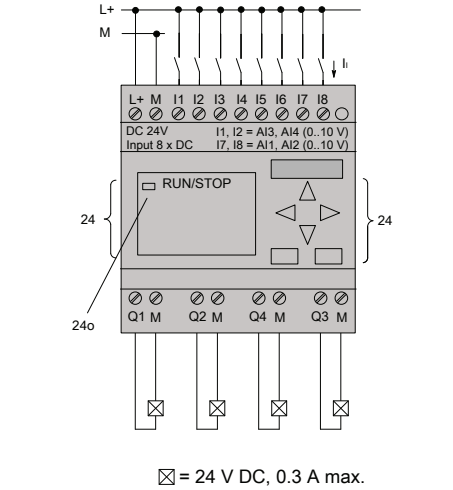 L+
M
I₁
L+ M I1 I2 I3 I4 I5 I6 I7 I8
DC 24V I1, I2 = AI3, AI4 (0..10 V)
Input 8 x DC I7, I8 = AI1, AI2 (0..10 V)
RUN/STOP
24 24
24o
Q1 M Q2 M Q4 M Q3 M
= 24 V DC, 0.3 A max.